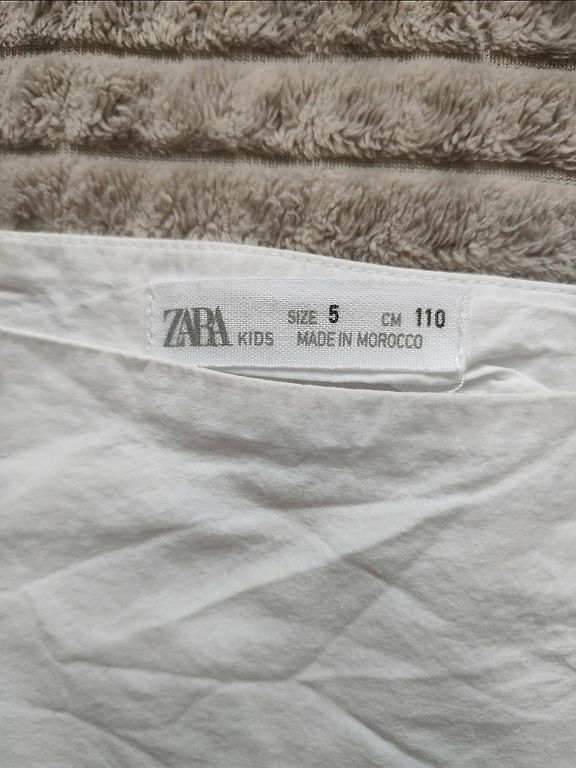 ZARA KIDS SIZE 5 CM 110
MADE IN MOROCCO